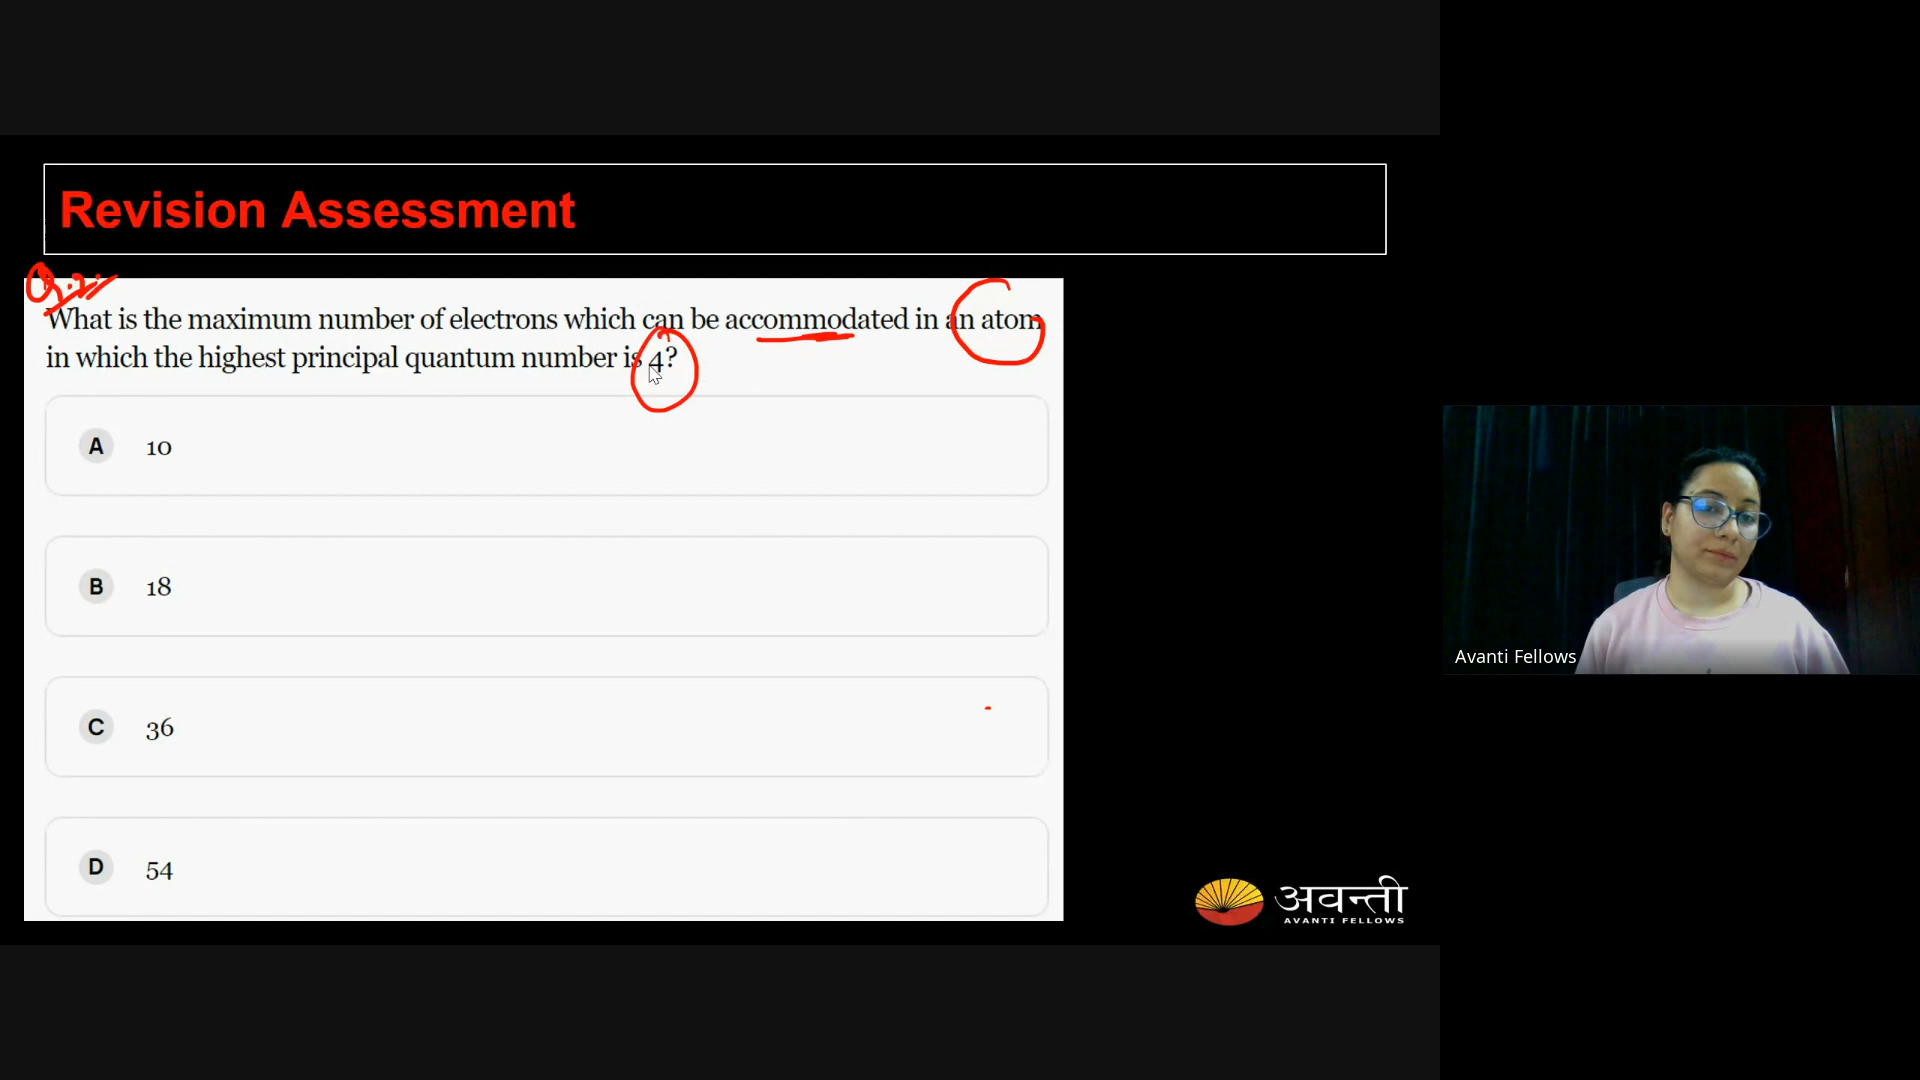 Revision Assessment
Q.2.
What is the maximum number of electrons which can be accommodated in an atom
in which the highest principal quantum number is 4?
A 10
B 18
C 36
D 54
Avanti Fellows
अवन्ती
AVANTI FELLOWS